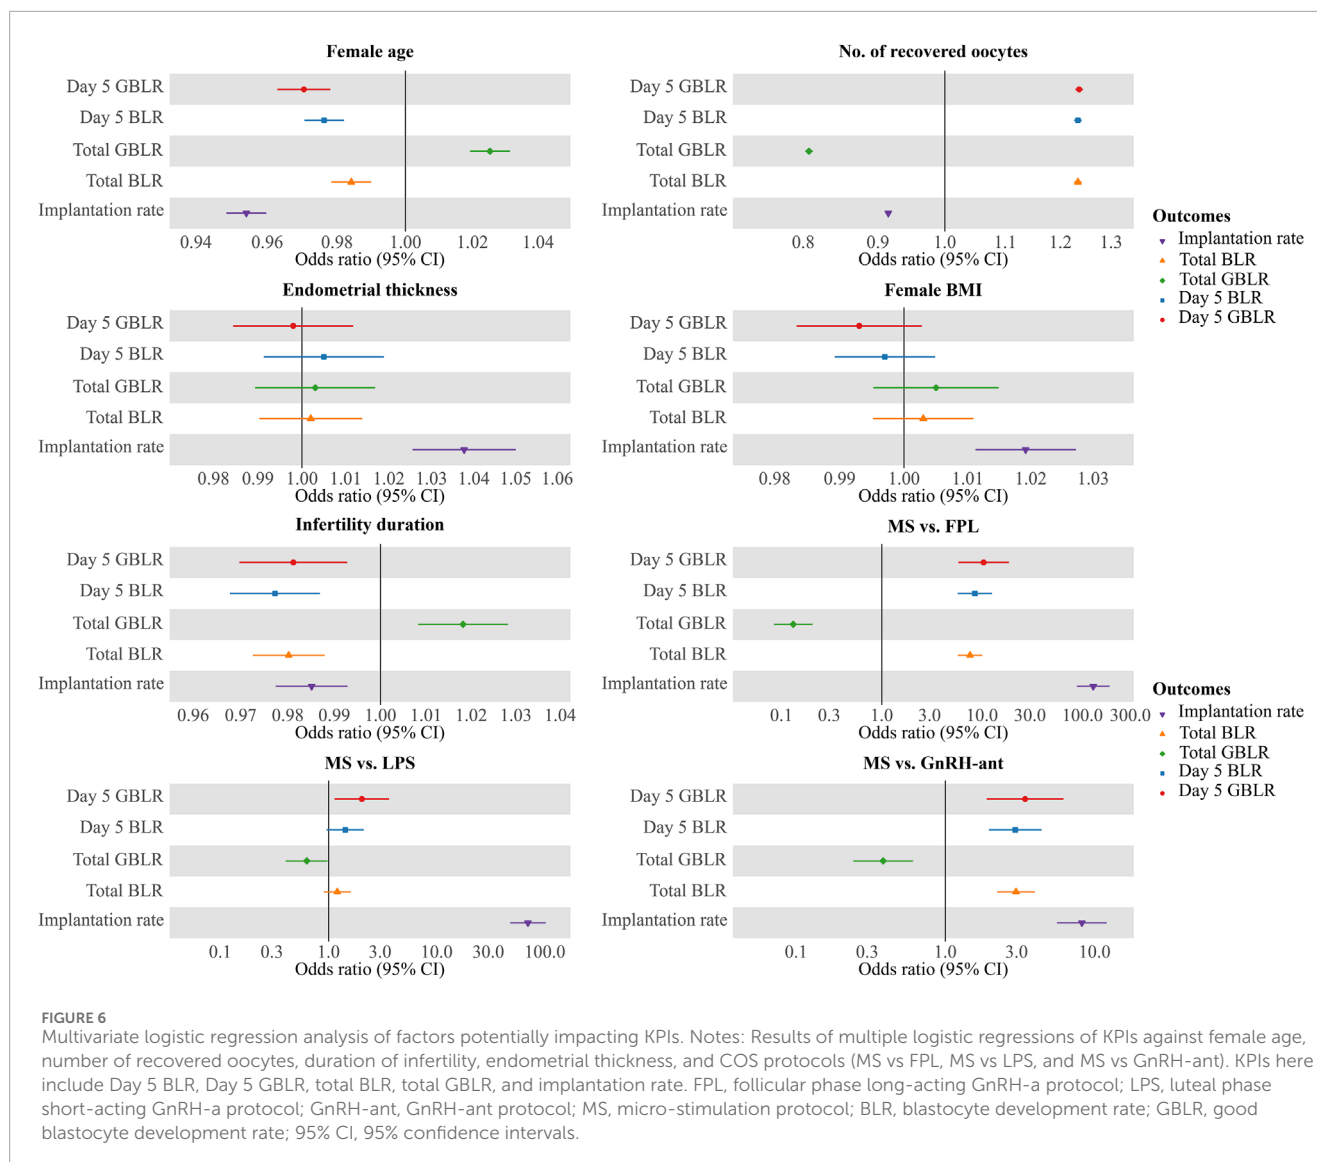 Female age
Day 5 GBLR
Day 5 BLR
Total GBLR
Total BLR
Implantation rate
0.94 0.96 0.98 1.00 1.02 1.04
Odds ratio (95% CI)
No. of recovered oocytes
Day 5 GBLR
Day 5 BLR
Total GBLR
Total BLR
Implantation rate
0.8 0.9 1.0 1.1 1.2 1.3
Odds ratio (95% CI)
Endometrial thickness
Day 5 GBLR
Day 5 BLR
Total GBLR
Total BLR
Implantation rate
0.98 0.99 1.00 1.01 1.02 1.03 1.04 1.05 1.06
Odds ratio (95% CI)
Female BMI
Day 5 GBLR
Day 5 BLR
Total GBLR
Total BLR
Implantation rate
0.98 0.99 1.00 1.01 1.02 1.03
Odds ratio (95% CI)
Outcomes
Implantation rate
Total BLR
Total GBLR
Day 5 BLR
Day 5 GBLR
Infertility duration
Day 5 GBLR
Day 5 BLR
Total GBLR
Total BLR
Implantation rate
0.96 0.97 0.98 0.99 1.00 1.01 1.02 1.03 1.04
Odds ratio (95% CI)
MS vs. FPL
Day 5 GBLR
Day 5 BLR
Total GBLR
Total BLR
Implantation rate
0.1 0.3 1.0 3.0 10.0 30.0 100.0 300.0
Odds ratio (95% CI)
MS vs. LPS
Day 5 GBLR
Day 5 BLR
Total GBLR
Total BLR
Implantation rate
0.1 0.3 1.0 3.0 10.0 30.0 100.0
Odds ratio (95% CI)
MS vs. GnRH-ant
Day 5 GBLR
Day 5 BLR
Total GBLR
Total BLR
Implantation rate
0.1 0.3 1.0 3.0 10.0
Odds ratio (95% CI)
Outcomes
Implantation rate
Total BLR
Total GBLR
Day 5 BLR
Day 5 GBLR
FIGURE 6
Multivariate logistic regression analysis of factors potentially impacting KPIs. Notes: Results of multiple logistic regressions of KPIs against female age,
number of recovered oocytes, duration of infertility, endometrial thickness, and COS protocols (MS vs FPL, MS vs LPS, and MS vs GnRH-ant). KPIs here
include Day 5 BLR, Day 5 GBLR, total BLR, total GBLR, and implantation rate. FPL, follicular phase long-acting GnRH-a protocol; LPS, luteal phase
short-acting GnRH-a protocol; GnRH-ant, GnRH-ant protocol; MS, micro-stimulation protocol; BLR, blastocyte development rate; GBLR, good
blastocyte development rate; 95% CI, 95% confidence intervals.